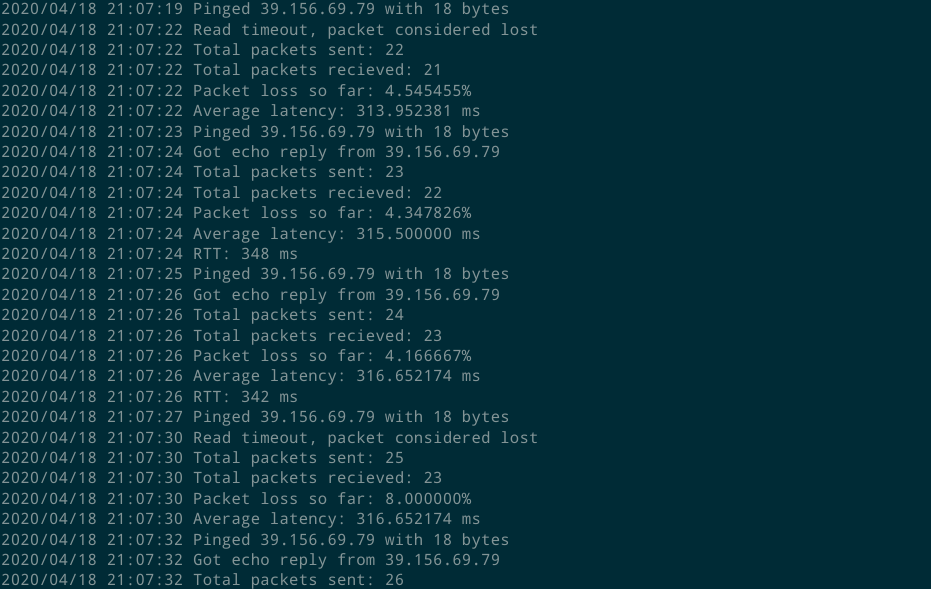 2020/04/18 21:07:19 Pinged 39.156.69.79 with 18 bytes
2020/04/18 21:07:22 Read timeout, packet considered lost
2020/04/18 21:07:22 Total packets sent: 22
2020/04/18 21:07:22 Total packets recieved: 21
2020/04/18 21:07:22 Packet loss so far: 4.545455%
2020/04/18 21:07:22 Average latency: 313.952381 ms
2020/04/18 21:07:23 Pinged 39.156.69.79 with 18 bytes
2020/04/18 21:07:24 Got echo reply from 39.156.69.79
2020/04/18 21:07:24 Total packets sent: 23
2020/04/18 21:07:24 Total packets recieved: 22
2020/04/18 21:07:24 Packet loss so far: 4.347826%
2020/04/18 21:07:24 Average latency: 315.500000 ms
2020/04/18 21:07:24 RTT: 348 ms
2020/04/18 21:07:25 Pinged 39.156.69.79 with 18 bytes
2020/04/18 21:07:26 Got echo reply from 39.156.69.79
2020/04/18 21:07:26 Total packets sent: 24
2020/04/18 21:07:26 Total packets recieved: 23
2020/04/18 21:07:26 Packet loss so far: 4.166667%
2020/04/18 21:07:26 Average latency: 316.652174 ms
2020/04/18 21:07:26 RTT: 342 ms
2020/04/18 21:07:27 Pinged 39.156.69.79 with 18 bytes
2020/04/18 21:07:30 Read timeout, packet considered lost
2020/04/18 21:07:30 Total packets sent: 25
2020/04/18 21:07:30 Total packets recieved: 23
2020/04/18 21:07:30 Packet loss so far: 8.000000%
2020/04/18 21:07:30 Average latency: 316.652174 ms
2020/04/18 21:07:32 Pinged 39.156.69.79 with 18 bytes
2020/04/18 21:07:32 Got echo reply from 39.156.69.79
2020/04/18 21:07:32 Total packets sent: 26